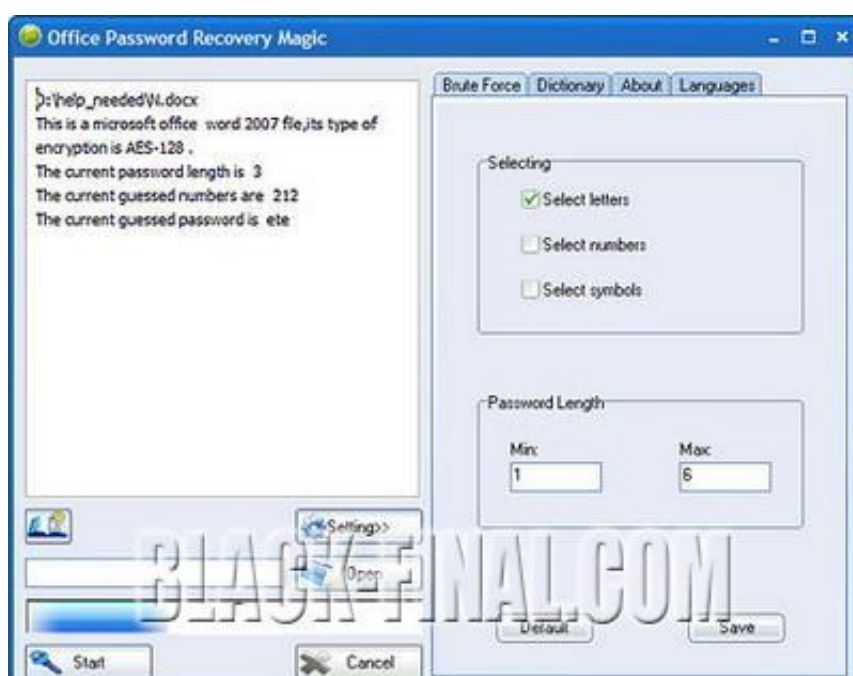 Office Password Recovery Magic
D:\help_needed\W.docx
This is a microsoft office word 2007 file,its type of
encryption is AES-128 .
The current password length is 3
The current guessed numbers are 212
The current guessed password is ete
Brute Force Dictionary About Languages
Selecting
Select letters
Select numbers
Select symbols
Password Length
Min:
Max:
1
6
Setting>>
Open
BLACK-FINAL.COM
Default
Save
Start
Cancel